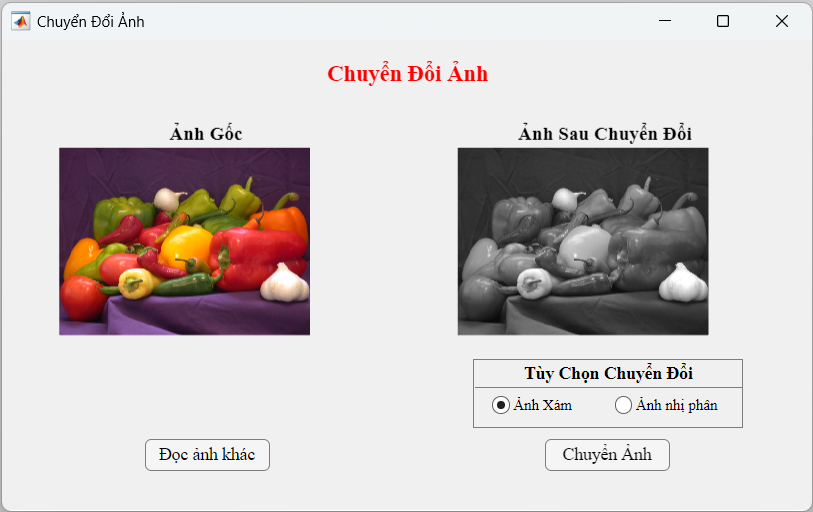 Chuyển Đổi Ảnh
Chuyển Đổi Ảnh
Ảnh Gốc
Ảnh Sau Chuyển Đổi
Tùy Chọn Chuyển Đổi
Ảnh Xám
Ảnh nhị phân
Đọc ảnh khác
Chuyển Ảnh